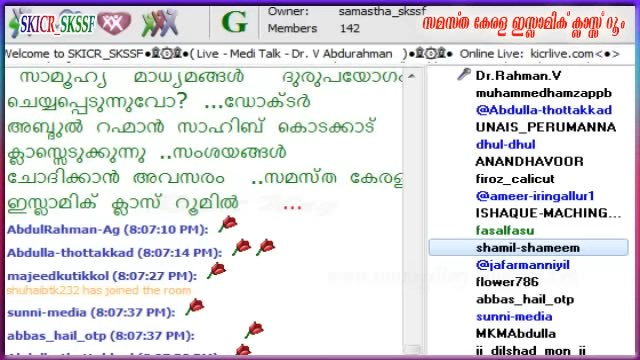 SKICR_SKSSF
G
Owner: samastha_skssf
Members 142
സമസ്ത കേരള ഇസ്ലാമിക് ക്ലാസ്സ് റൂം
Welcome to SKICR_SKSSF
( Live - Medi Talk - Dr. V Abdurahman )
Online Live: kicrlive.com
സാമൂഹ്യ മാധ്യമങ്ങൾ ദുരുപയോഗം
ചെയ്യപ്പെടുന്നുവോ? ...ഡോക്ടർ
അബ്ദുൽ റഹ്മാൻ സാഹിബ് കൊടക്കാട്
ക്ലാസ്സെടുക്കുന്നു ..സംശയങ്ങൾ
ചോദിക്കാൻ അവസരം ..സമസ്ത കേരള
ഇസ്ലാമിക് ക്ലാസ് റൂമിൽ ...
AbdulRahman-Ag (8:07:10 PM):
Abdulla-thottakkad (8:07:14 PM):
majeedkutikkol (8:07:27 PM):
shuhaibtk232 has joined the room
sunni-media (8:07:37 PM):
abbas_hail_otp (8:07:37 PM):
Dr.Rahman.V
muhammedhamzappb
@Abdulla-thottakkad
UNAIS_PERUMANNA
dhul-dhul
ANANDHAVOOR
firoz_calicut
@ameer-iringallur1
ISHAQUE-MACHING...
fasalfasu
shamil-shameem
@jafarmanniyil
flower786
abbas_hail_otp
sunni-media
MKMAbdulla
ji_dilshad_mon_ji